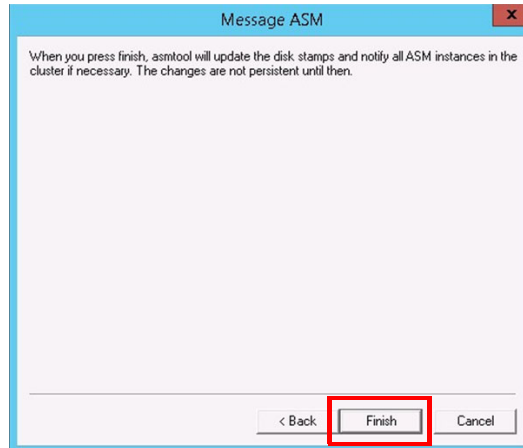 Message ASM
x
When you press finish, asmtool will update the disk stamps and notify all ASM instances in the
cluster if necessary. The changes are not persistent until then.
< Back Finish Cancel